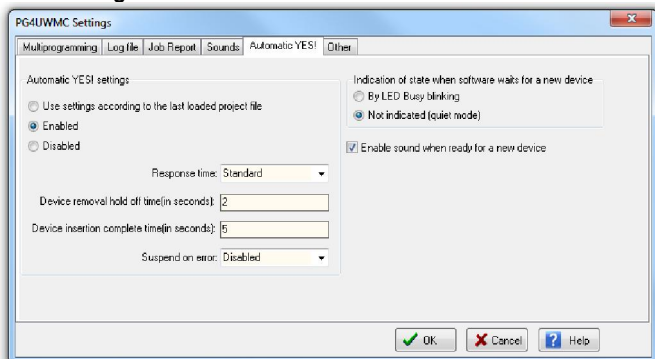 PG4UWMC Settings
Multiprogramming Log file Job Report Sounds Automatic YES! Other
Automatic YES! settings
Use settings according to the last loaded project file
Enabled
Disabled
Response time: Standard
Device removal hold off time(in seconds): 2
Device insertion complete time(in seconds): 5
Suspend on error: Disabled
Indication of state when software waits for a new device
By LED Busy blinking
Not indicated (quiet mode)
Enable sound when ready for a new device
OK Cancel Help